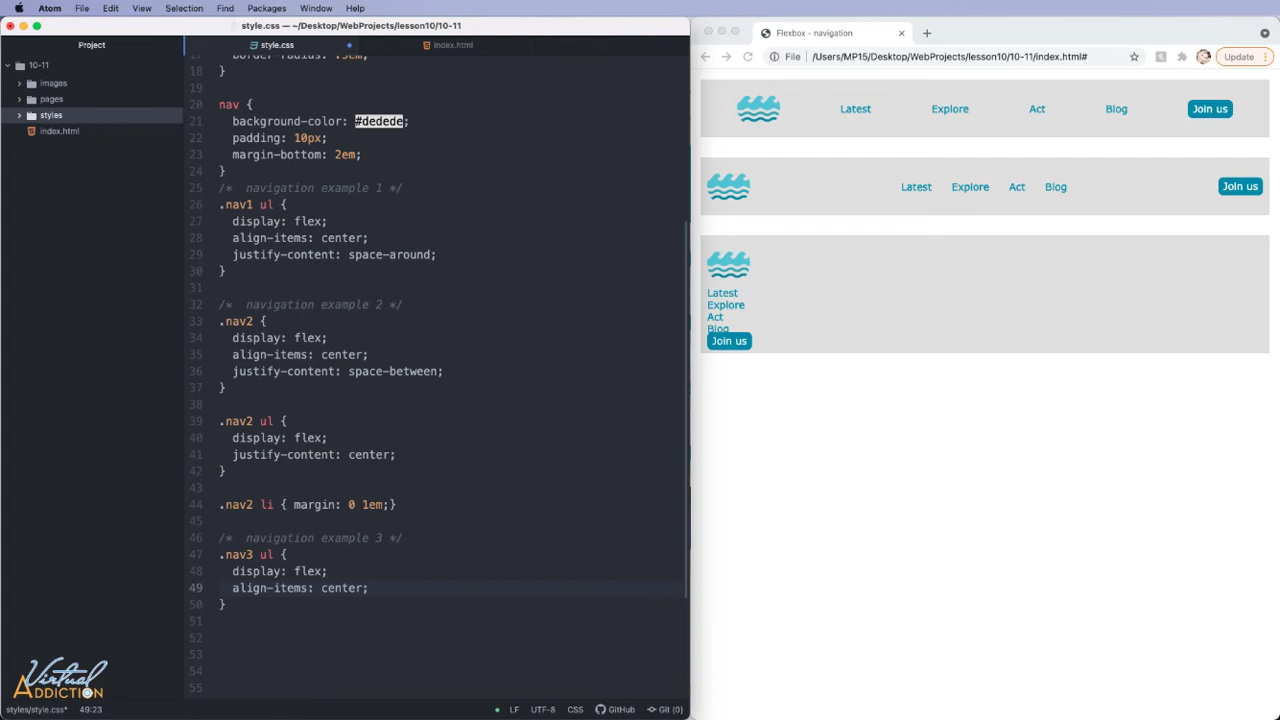 Atom File Edit View Selection Find Packages Window Help
style.css — ~/Desktop/WebProjects/lesson10/10-11
Project
style.css
index.html
10-11
images
pages
styles
index.html
17 border-radius: .5em;
18 }
19
20 nav {
21 background-color: #dedede;
22 padding: 10px;
23 margin-bottom: 2em;
24 }
25 /* navigation example 1 */
26 .nav1 ul {
27 display: flex;
28 align-items: center;
29 justify-content: space-around;
30 }
31
32 /* navigation example 2 */
33 .nav2 {
34 display: flex;
35 align-items: center;
36 justify-content: space-between;
37 }
38
39 .nav2 ul {
40 display: flex;
41 justify-content: center;
42 }
43
44 .nav2 li { margin: 0 1em;}
45
46 /* navigation example 3 */
47 .nav3 ul {
48 display: flex;
49 align-items: center;
50 }
51
52
53
54
55
Virtual
ADDICTION
styles/style.css* 49:23
LF UTF-8 CSS GitHub Git (0)
Flexbox - navigation
File /Users/MP15/Desktop/WebProjects/lesson10/10-11/index.html#
Update
Latest Explore Act Blog Join us
Latest Explore Act Blog Join us
Latest
Explore
Act
Blog
Join us